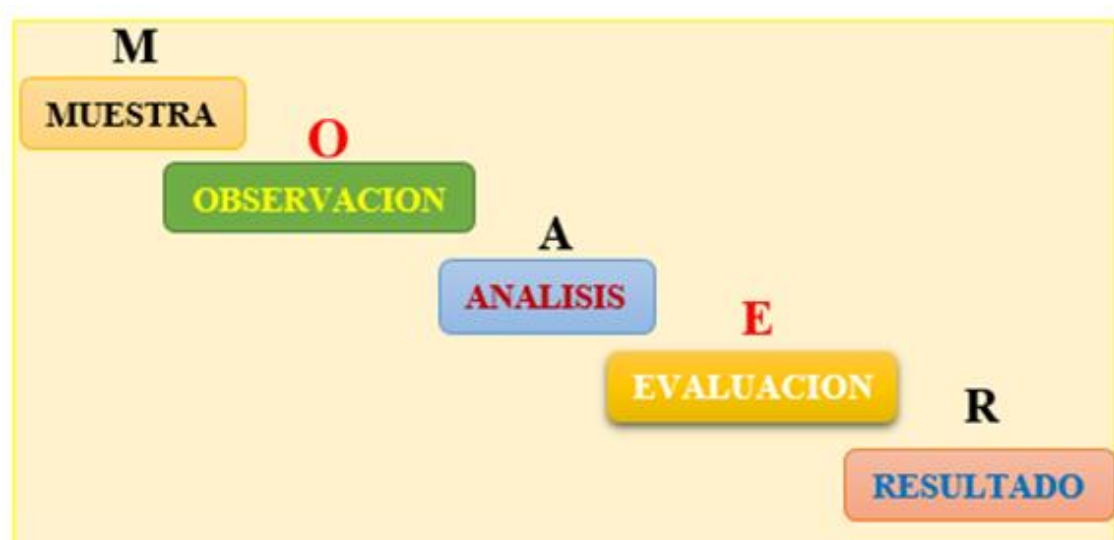 M
MUESTRA
O
OBSERVACION
A
ANALISIS
E
EVALUACION
R
RESULTADO